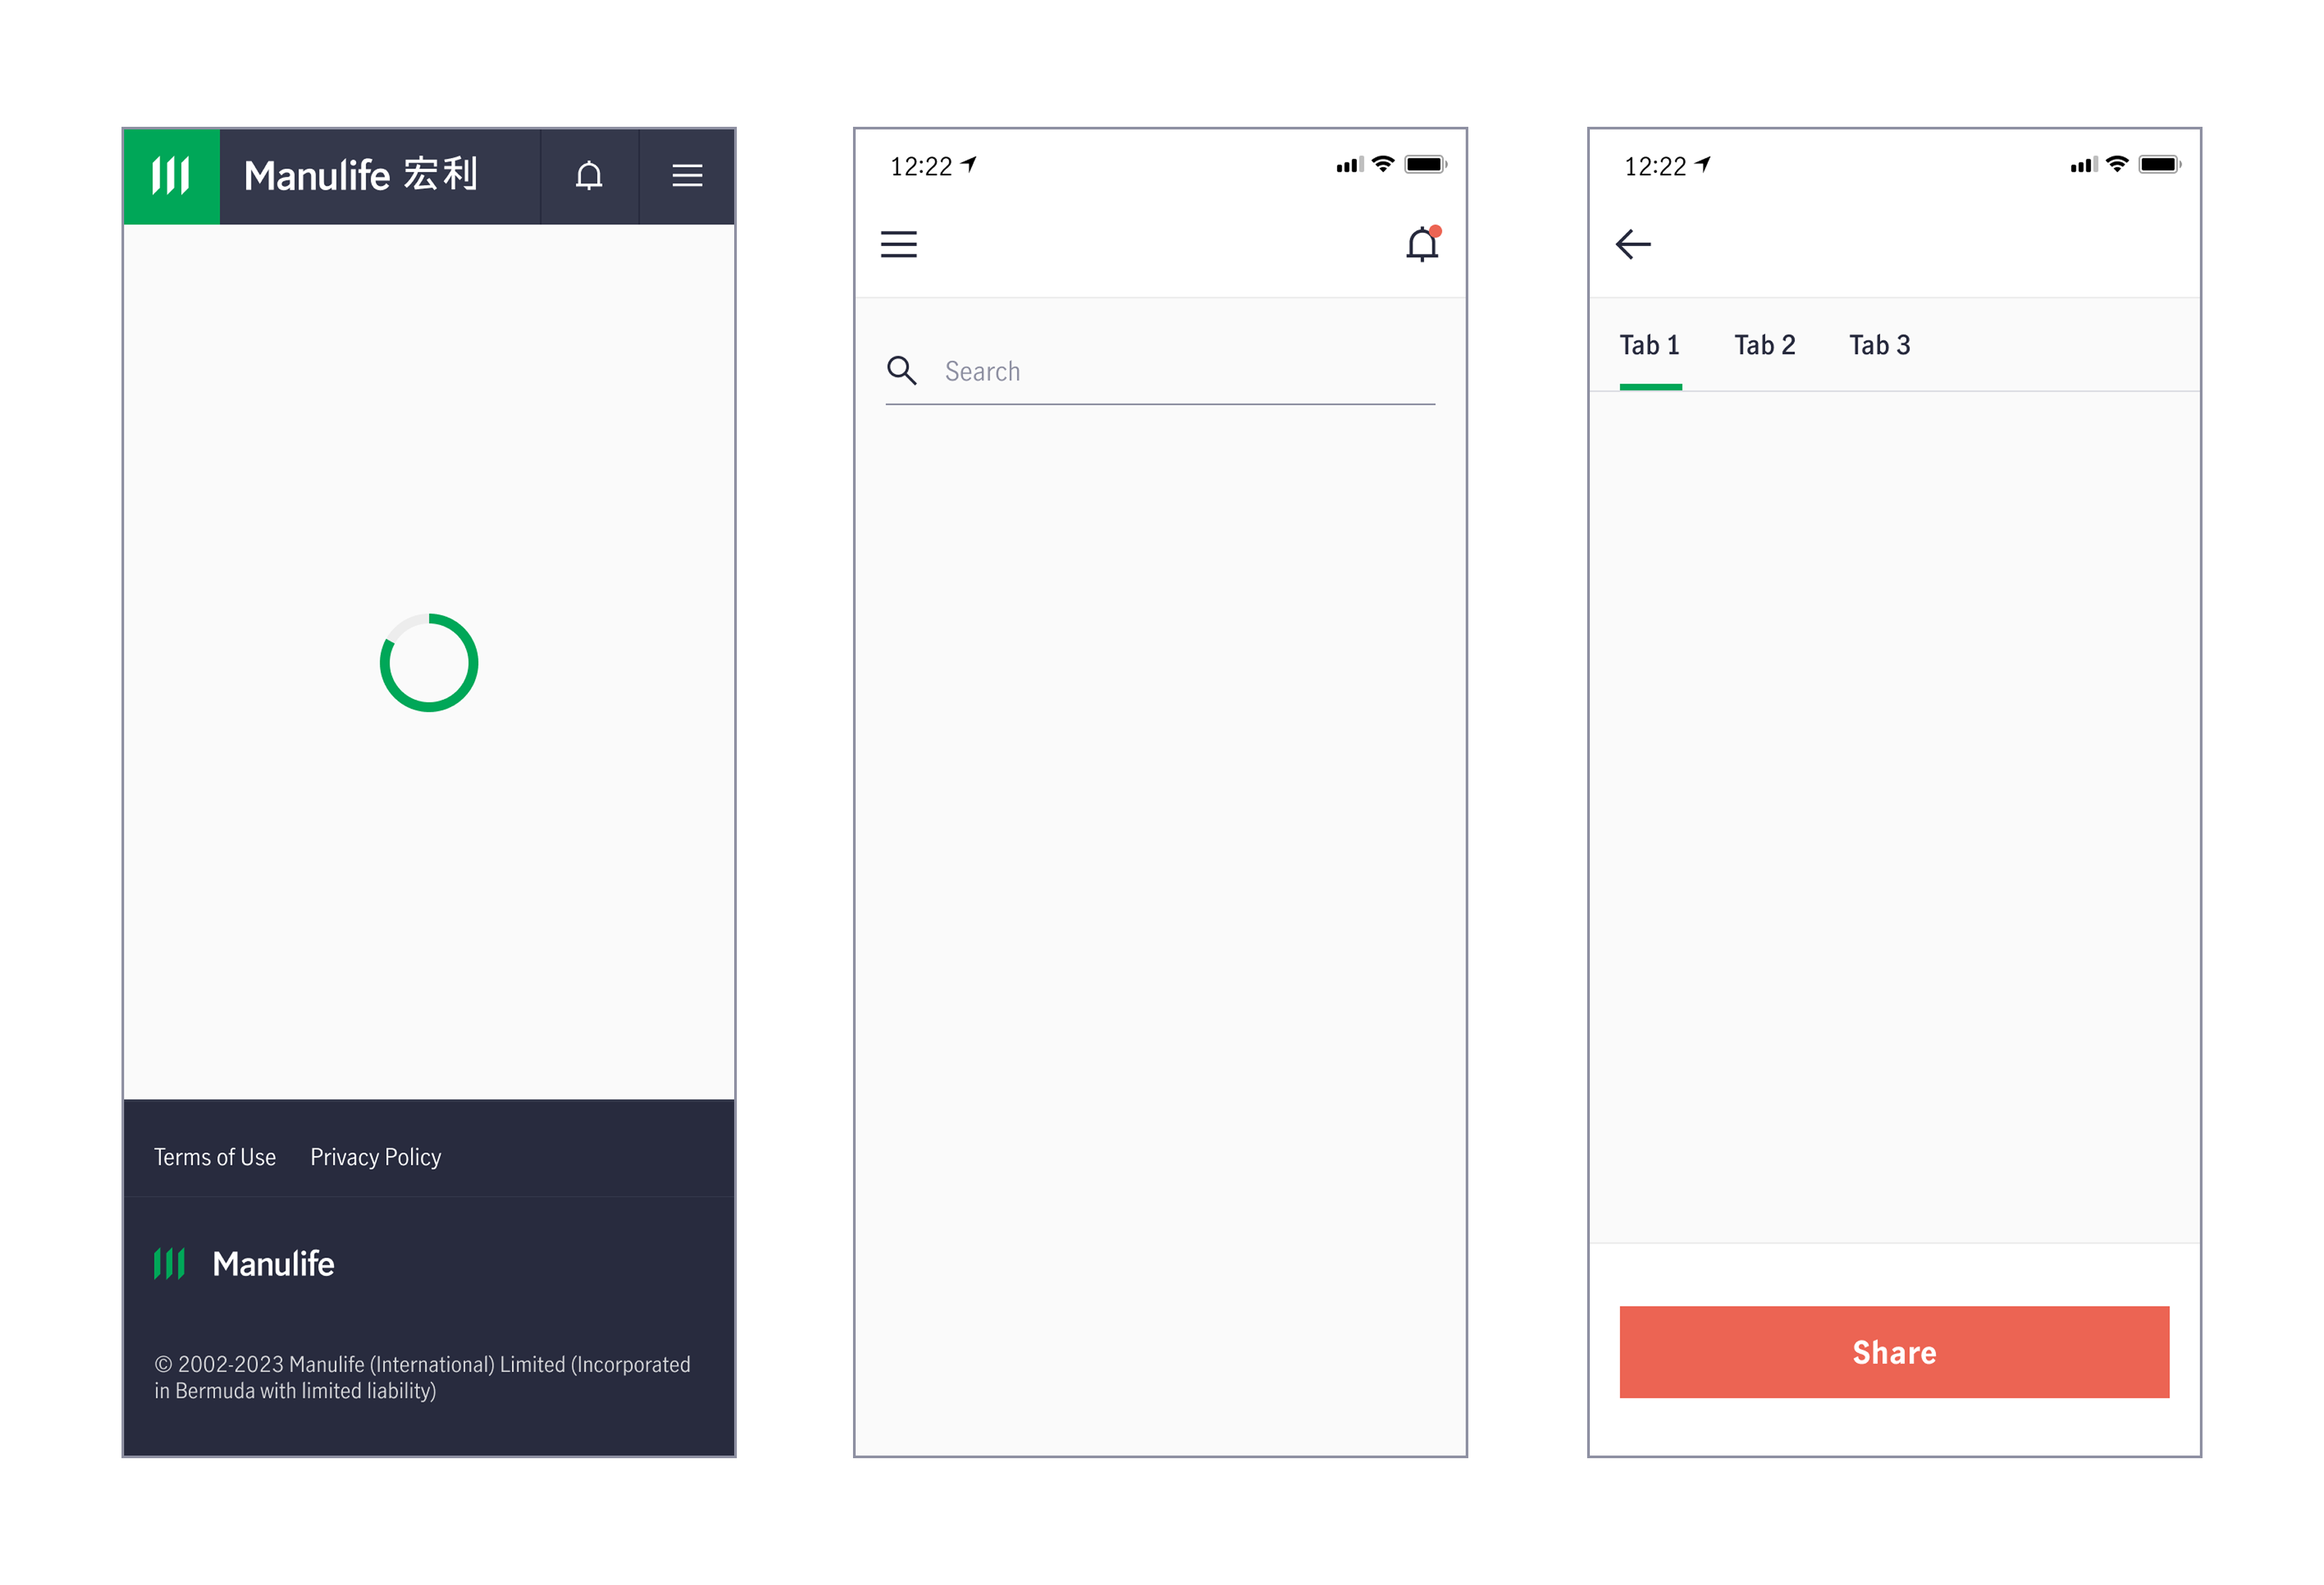 Manulife 宏利
Terms of Use Privacy Policy
Manulife
© 2002-2023 Manulife (International) Limited (Incorporated
in Bermuda with limited liability)
12:22
Search
12:22
Tab 1 Tab 2 Tab 3
Share